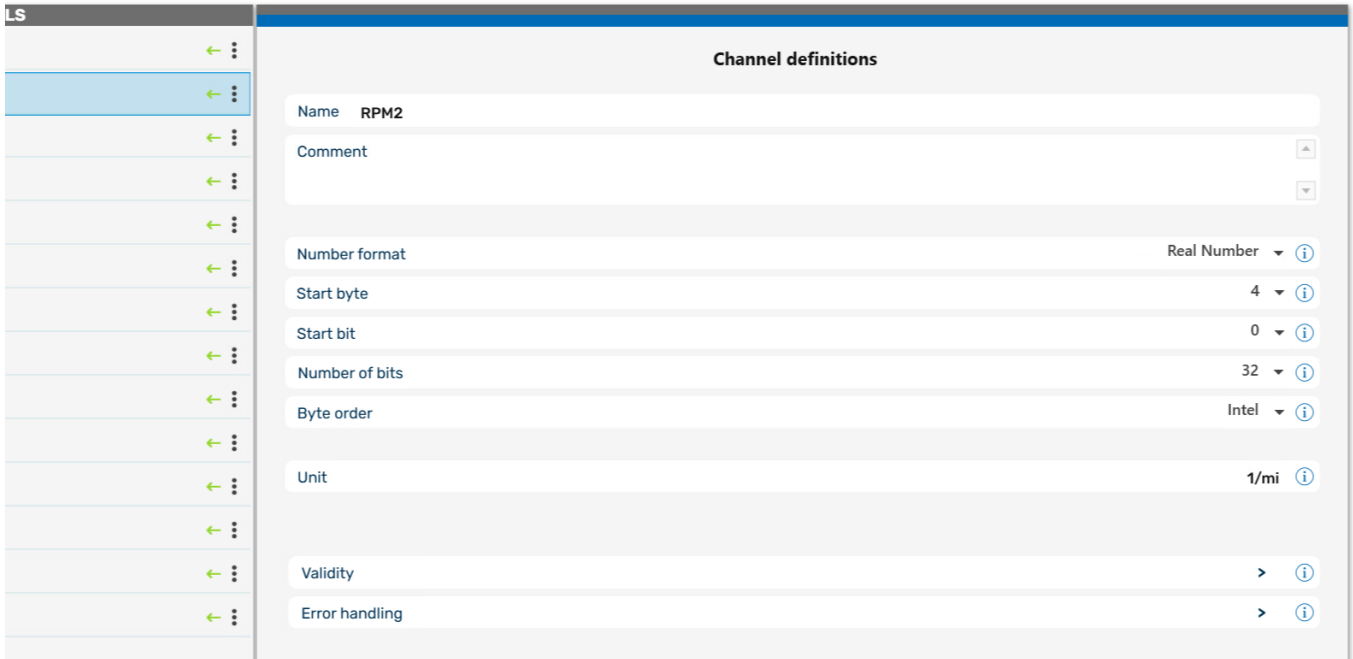 LS
Channel definitions
Name RPM2
Comment
Number format Real Number
Start byte 4
Start bit 0
Number of bits 32
Byte order Intel
Unit 1/mi
Validity >
Error handling >